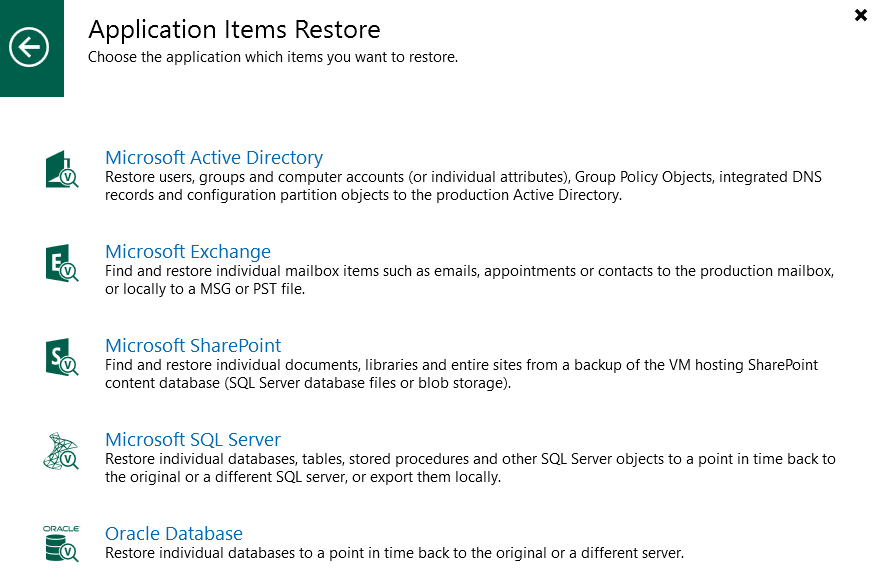 Application Items Restore
Choose the application which items you want to restore.
Microsoft Active Directory
Restore users, groups and computer accounts (or individual attributes), Group Policy Objects, integrated DNS
records and configuration partition objects to the production Active Directory.
Microsoft Exchange
Find and restore individual mailbox items such as emails, appointments or contacts to the production mailbox,
or locally to a MSG or PST file.
Microsoft SharePoint
Find and restore individual documents, libraries and entire sites from a backup of the VM hosting SharePoint
content database (SQL Server database files or blob storage).
Microsoft SQL Server
Restore individual databases, tables, stored procedures and other SQL Server objects to a point in time back to
the original or a different SQL server, or export them locally.
ORACLE
Oracle Database
Restore individual databases to a point in time back to the original or a different server.